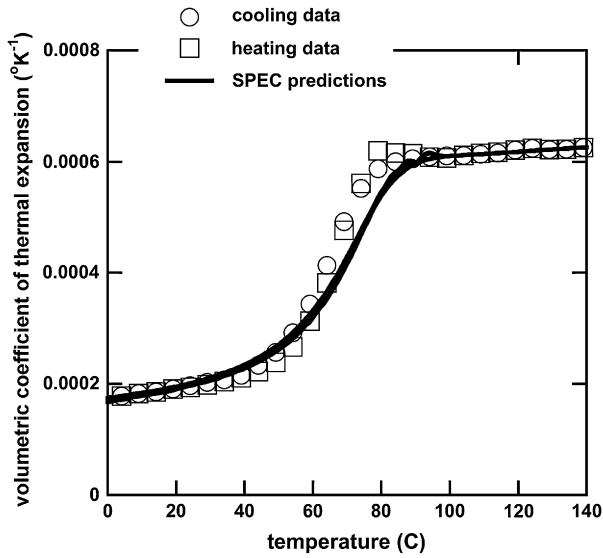 cooling data
heating data
SPEC predictions
volumetric coefficient of thermal expansion (°K⁻¹)
0.0008
0.0006
0.0004
0.0002
0
0 20 40 60 80 100 120 140
temperature (C)